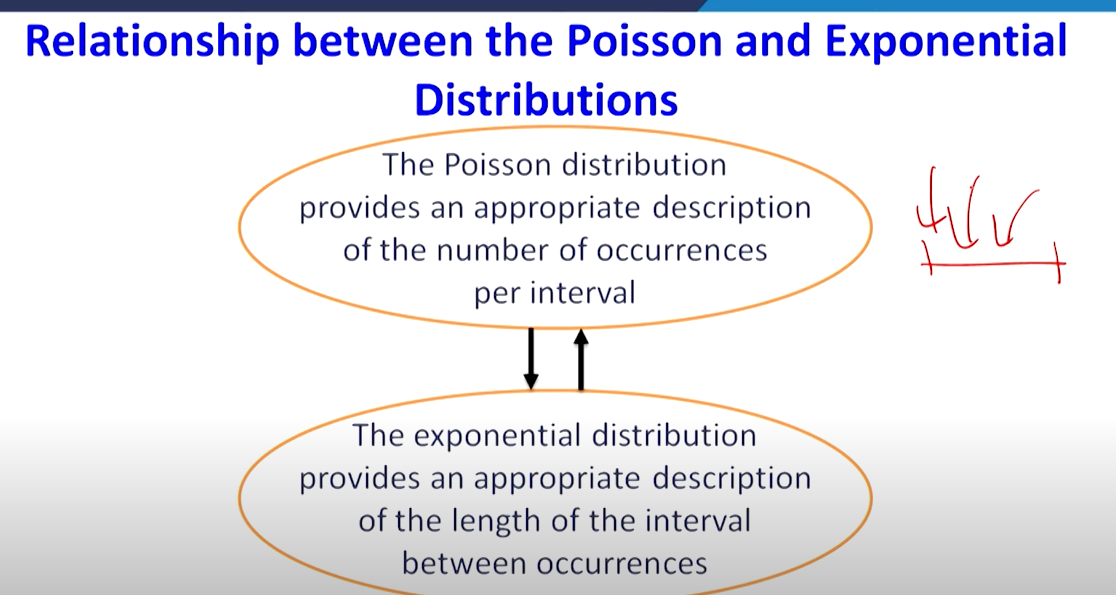 Relationship between the Poisson and Exponential
Distributions
The Poisson distribution
provides an appropriate description
of the number of occurrences
per interval
The exponential distribution
provides an appropriate description
of the length of the interval
between occurrences